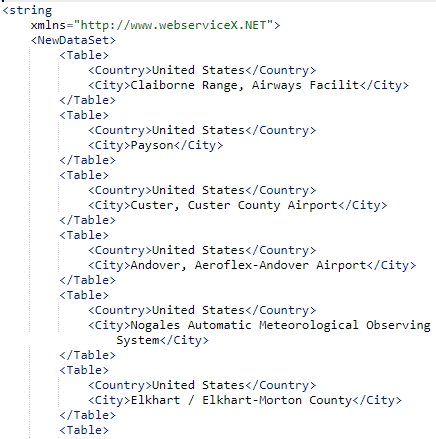 <string
xmlns="http://www.webserviceX.NET">
<NewDataSet>
<Table>
<Country>United States</Country>
<City>Claiborne Range, Airways Facilit</City>
</Table>
<Table>
<Country>United States</Country>
<City>Payson</City>
</Table>
<Table>
<Country>United States</Country>
<City>Custer, Custer County Airport</City>
</Table>
<Table>
<Country>United States</Country>
<City>Andover, Aeroflex-Andover Airport</City>
</Table>
<Table>
<Country>United States</Country>
<City>Nogales Automatic Meteorological Observing
System</City>
</Table>
<Table>
<Country>United States</Country>
<City>Elkhart / Elkhart-Morton County</City>
</Table>
<Table>